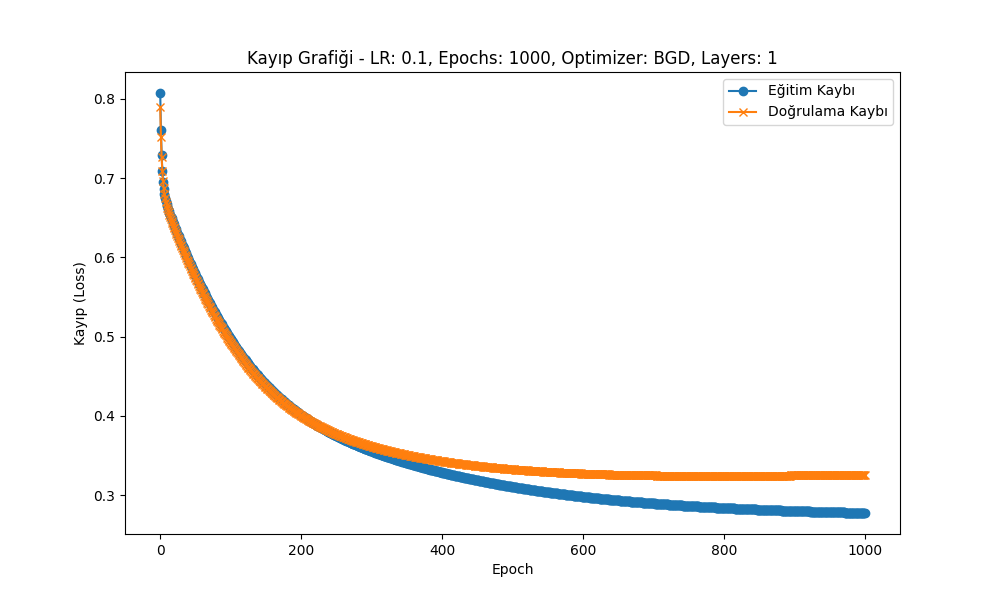 Kayıp Grafiği - LR: 0.1, Epochs: 1000, Optimizer: BGD, Layers: 1
Eğitim Kaybı
Doğrulama Kaybı
Kayıp (Loss)
0.8
0.7
0.6
0.5
0.4
0.3
0
200
400
600
800
1000
Epoch